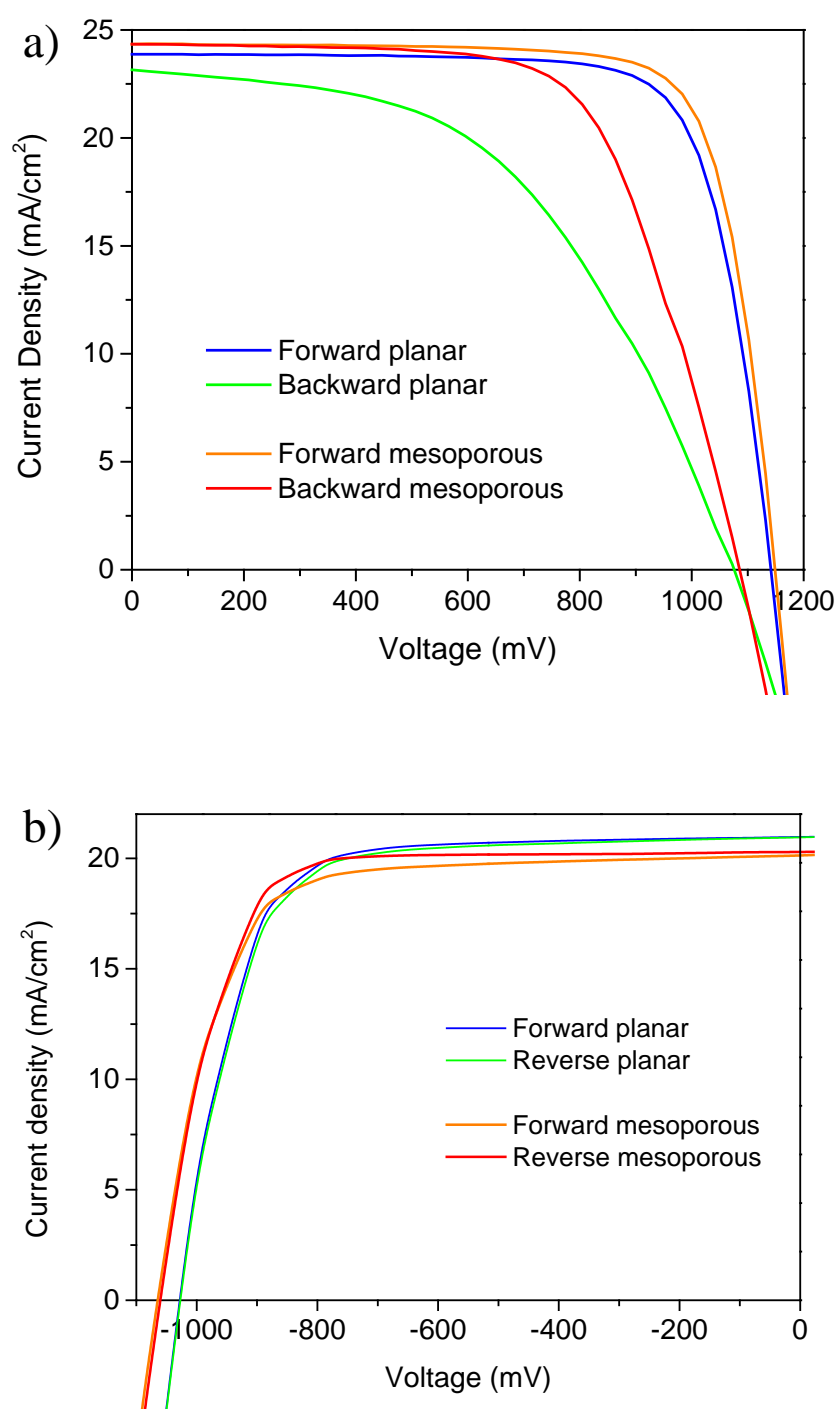 a)
25
20
15
10
5
0
Current Density (mA/cm²)
Forward planar
Backward planar
Forward mesoporous
Backward mesoporous
0 200 400 600 800 1000 1200
Voltage (mV)
b)
20
15
10
5
0
Current density (mA/cm²)
Forward planar
Reverse planar
Forward mesoporous
Reverse mesoporous
-1000 -800 -600 -400 -200 0
Voltage (mV)